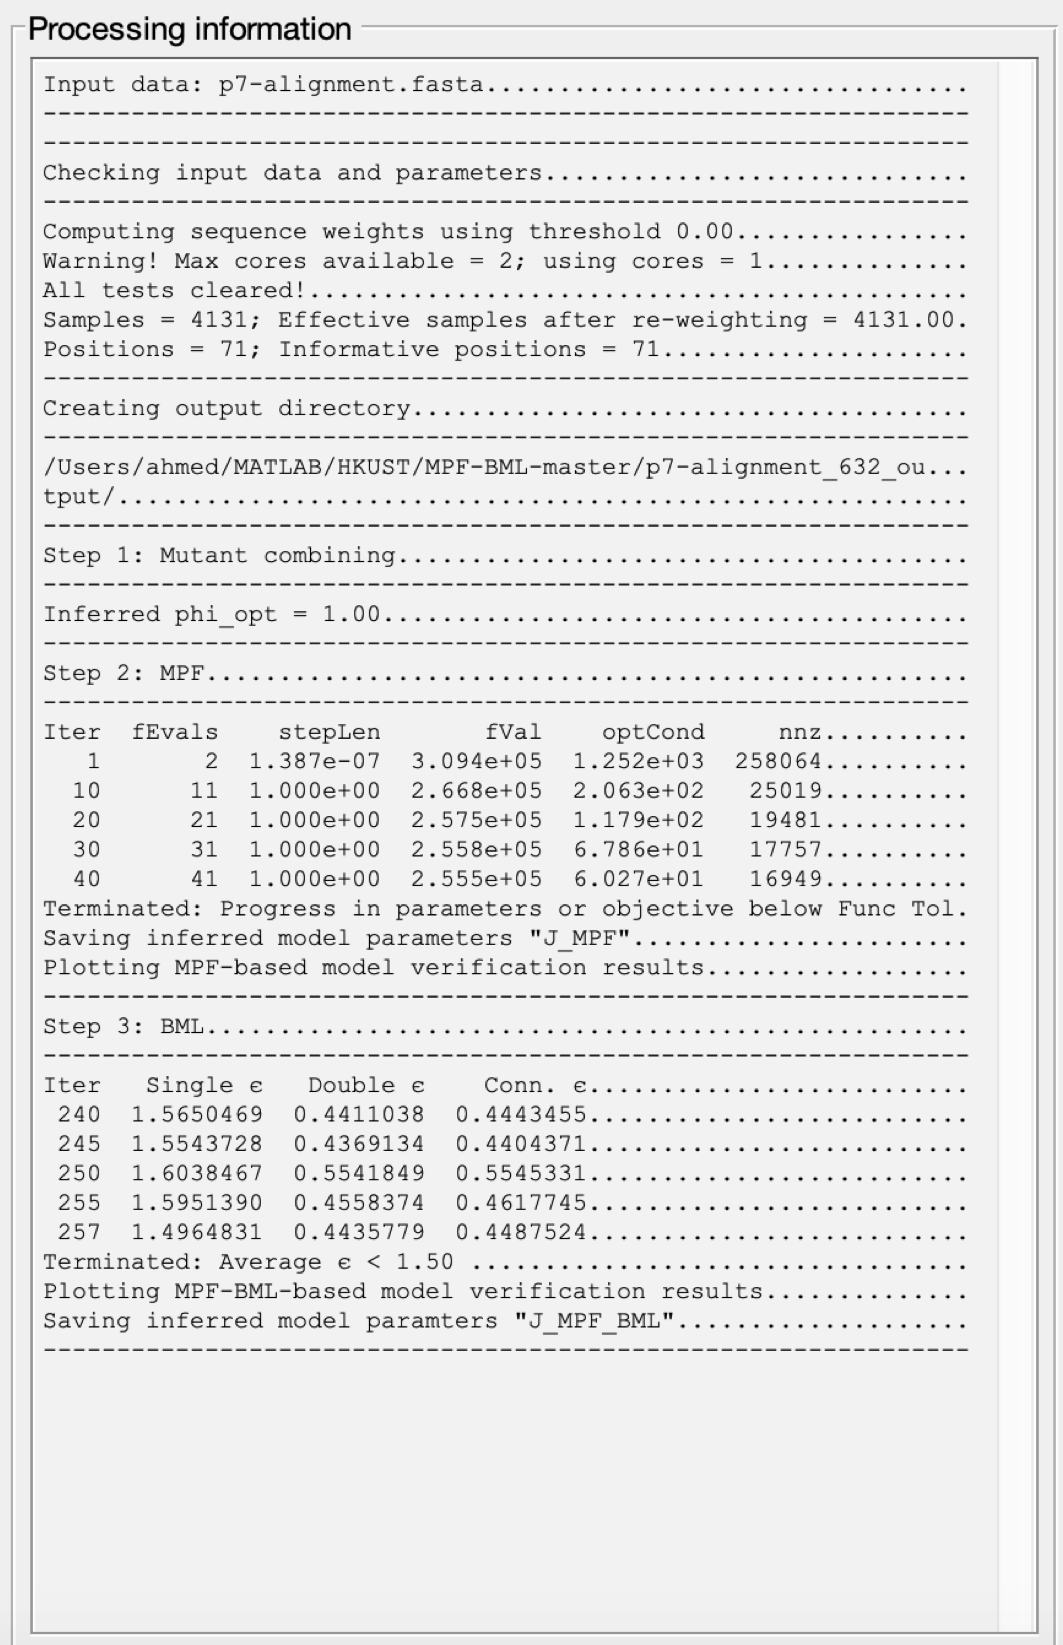 Processing information
Input data: p7-alignment.fasta.................................
---------------------------------------------------------------
---------------------------------------------------------------
Checking input data and parameters.............................
---------------------------------------------------------------
Computing sequence weights using threshold 0.00................
Warning! Max cores available = 2; using cores = 1..............
All tests cleared!.............................................
Samples = 4131; Effective samples after re-weighting = 4131.00.
Positions = 71; Informative positions = 71.....................
---------------------------------------------------------------
Creating output directory......................................
---------------------------------------------------------------
/Users/ahmed/MATLAB/HKUST/MPF-BML-master/p7-alignment_632_ou...
tput/..........................................................
---------------------------------------------------------------
Step 1: Mutant combining.......................................
---------------------------------------------------------------
Inferred phi_opt = 1.00........................................
---------------------------------------------------------------
Step 2: MPF....................................................
---------------------------------------------------------------
Iter  fEvals    stepLen       fVal    optCond     nnz..........
   1       2  1.387e-07  3.094e+05  1.252e+03  258064..........
  10      11  1.000e+00  2.668e+05  2.063e+02   25019..........
  20      21  1.000e+00  2.575e+05  1.179e+02   19481..........
  30      31  1.000e+00  2.558e+05  6.786e+01   17757..........
  40      41  1.000e+00  2.555e+05  6.027e+01   16949..........
Terminated: Progress in parameters or objective below Func Tol.
Saving inferred model parameters "J_MPF".......................
Plotting MPF-based model verification results..................
---------------------------------------------------------------
Step 3: BML....................................................
---------------------------------------------------------------
Iter   Single ϵ   Double ϵ    Conn. ϵ..........................
 240  1.5650469  0.4411038  0.4443455..........................
 245  1.5543728  0.4369134  0.4404371..........................
 250  1.6038467  0.5541849  0.5545331..........................
 255  1.5951390  0.4558374  0.4617745..........................
 257  1.4964831  0.4435779  0.4487524..........................
Terminated: Average ϵ < 1.50 ..................................
Plotting MPF-BML-based model verification results..............
Saving inferred model paramters "J_MPF_BML"....................
---------------------------------------------------------------